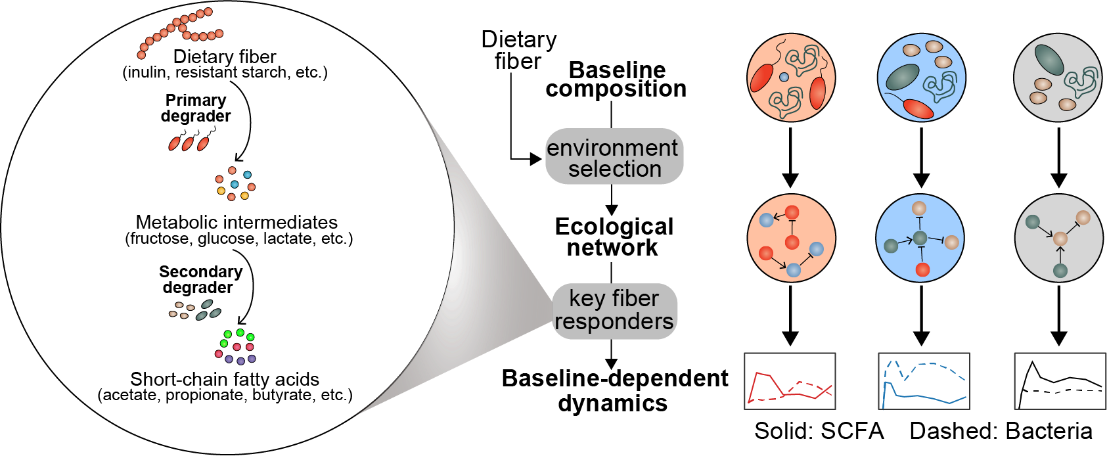 Dietary fiber
(inulin, resistant starch, etc.)
Primary
degrader
Metabolic intermediates
(fructose, glucose, lactate, etc.)
Secondary
degrader
Short-chain fatty acids
(acetate, propionate, butyrate, etc.)
Dietary
fiber
Baseline
composition
environment
selection
Ecological
network
key fiber
responders
Baseline-dependent
dynamics
Solid: SCFA Dashed: Bacteria